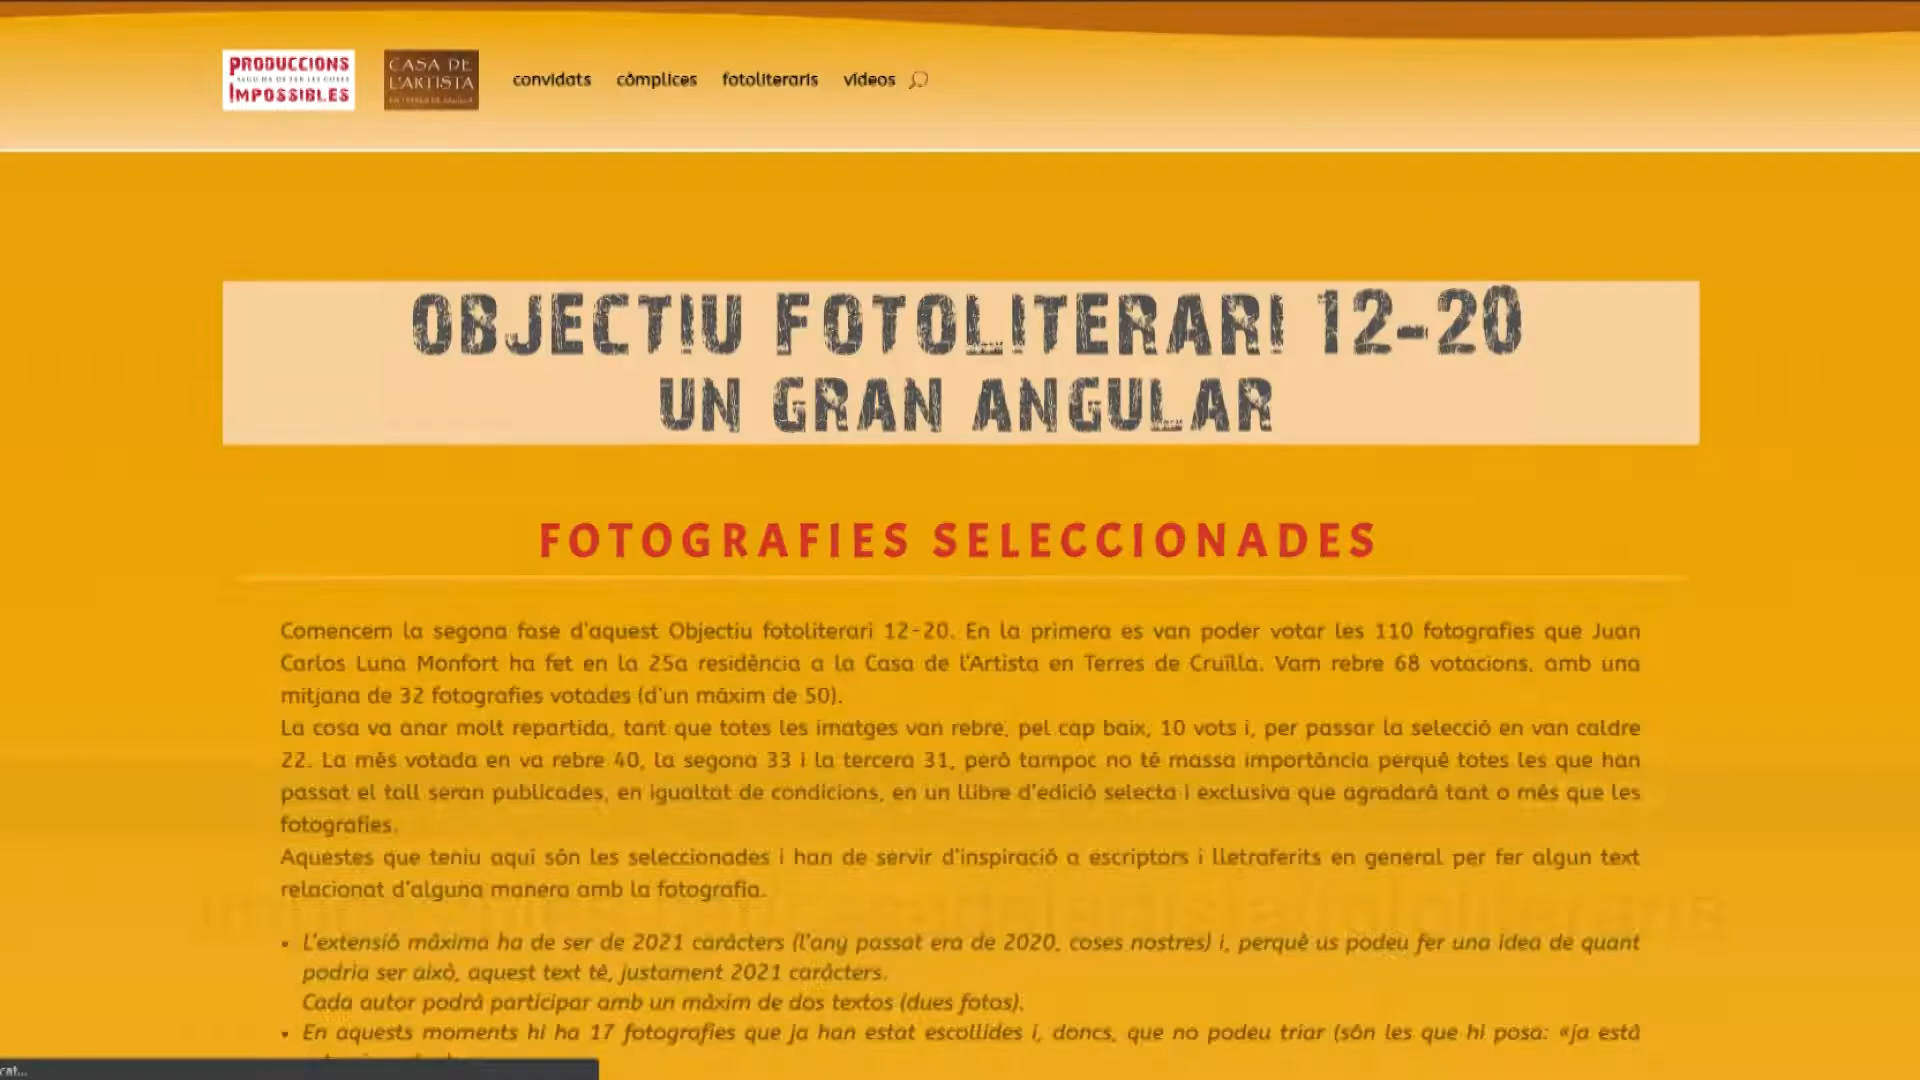 PRODUCCIONS
IMPOSSIBLES
CASA DE
L'ARTISTA
convidats còmplices fotoliteraris vídeos
OBJECTIU FOTOLITERARI 12-20
UN GRAN ANGULAR
FOTOGRAFIES SELECCIONADES
Comencem la segona fase d'aquest Objectiu fotoliterari 12-20. En la primera es van poder votar les 110 fotografies que Juan
Carlos Luna Monfort ha fet en la 25a residència a la Casa de l'Artista en Terres de Cruïlla. Vam rebre 68 votacions, amb una
mitjana de 32 fotografies votades (d'un màxim de 50).
La cosa va anar molt repartida, tant que totes les imatges van rebre, pel cap baix, 10 vots i, per passar la selecció en van caldre
22. La més votada en va rebre 40, la segona 33 i la tercera 31, però tampoc no té massa importància perquè totes les que han
passat el tall seran publicades, en igualtat de condicions, en un llibre d'edició selecta i exclusiva que agradarà tant o més que les
fotografies.
Aquestes que teniu aquí són les seleccionades i han de servir d'inspiració a escriptors i lletraferits en general per fer algun text
relacionat d'alguna manera amb la fotografia.
• L'extensió màxima ha de ser de 2021 caràcters (l'any passat era de 2020, coses nostres) i, perquè us podeu fer una idea de quant
podria ser això, aquest text té, justament 2021 caràcters.
Cada autor podrà participar amb un màxim de dos textos (dues fotos).
• En aquests moments hi ha 17 fotografies que ja han estat escollides i, doncs, que no podeu triar (són les que hi posa: «ja està